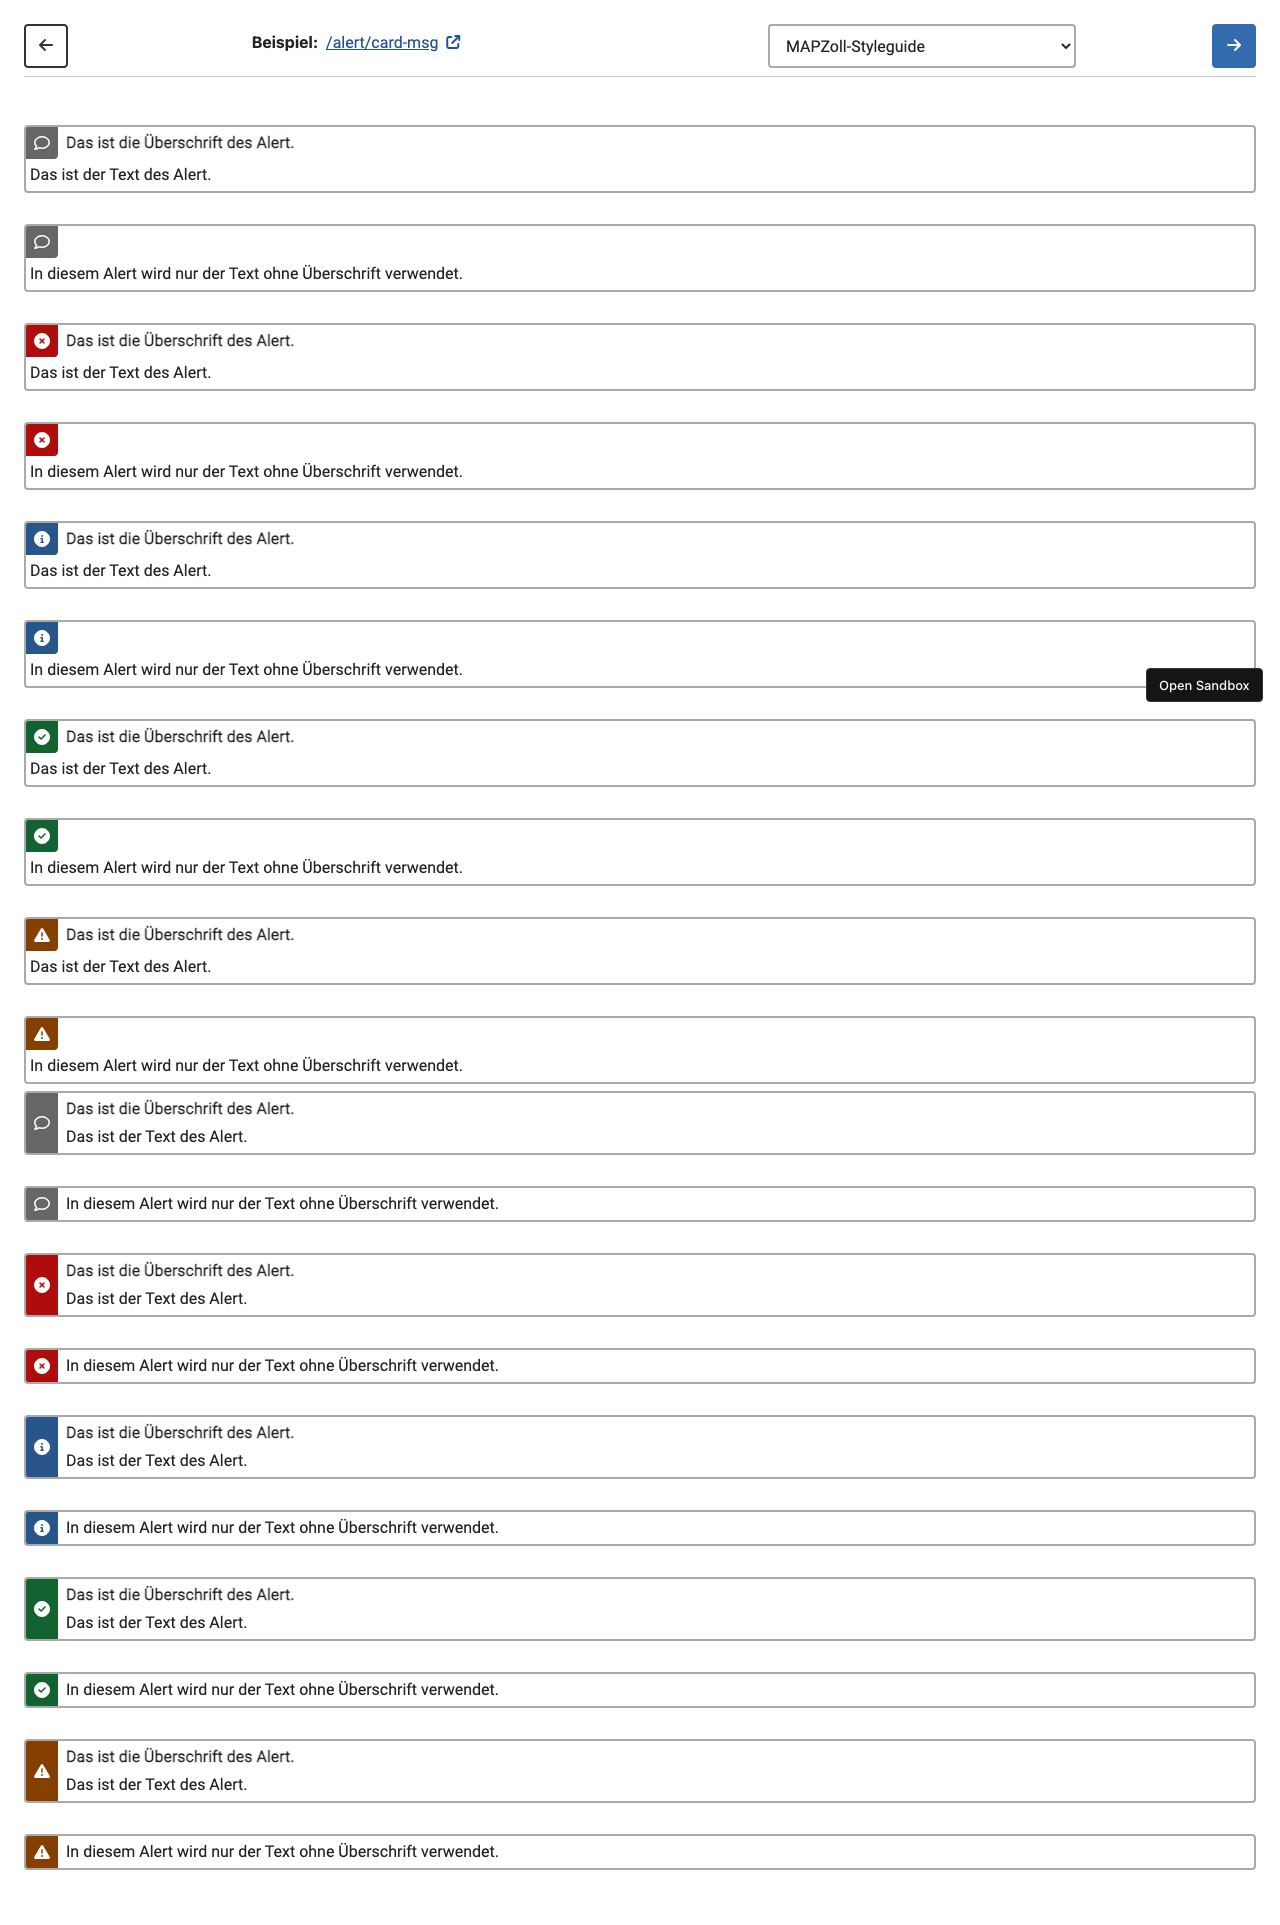 Beispiel: /alert/card-msg
MAPZoll-Styleguide
Das ist die Überschrift des Alert.
Das ist der Text des Alert.
In diesem Alert wird nur der Text ohne Überschrift verwendet.
Das ist die Überschrift des Alert.
Das ist der Text des Alert.
In diesem Alert wird nur der Text ohne Überschrift verwendet.
Das ist die Überschrift des Alert.
Das ist der Text des Alert.
In diesem Alert wird nur der Text ohne Überschrift verwendet.
Open Sandbox
Das ist die Überschrift des Alert.
Das ist der Text des Alert.
In diesem Alert wird nur der Text ohne Überschrift verwendet.
Das ist die Überschrift des Alert.
Das ist der Text des Alert.
In diesem Alert wird nur der Text ohne Überschrift verwendet.
Das ist die Überschrift des Alert.
Das ist der Text des Alert.
In diesem Alert wird nur der Text ohne Überschrift verwendet.
Das ist die Überschrift des Alert.
Das ist der Text des Alert.
In diesem Alert wird nur der Text ohne Überschrift verwendet.
Das ist die Überschrift des Alert.
Das ist der Text des Alert.
In diesem Alert wird nur der Text ohne Überschrift verwendet.
Das ist die Überschrift des Alert.
Das ist der Text des Alert.
In diesem Alert wird nur der Text ohne Überschrift verwendet.
Das ist die Überschrift des Alert.
Das ist der Text des Alert.
In diesem Alert wird nur der Text ohne Überschrift verwendet.